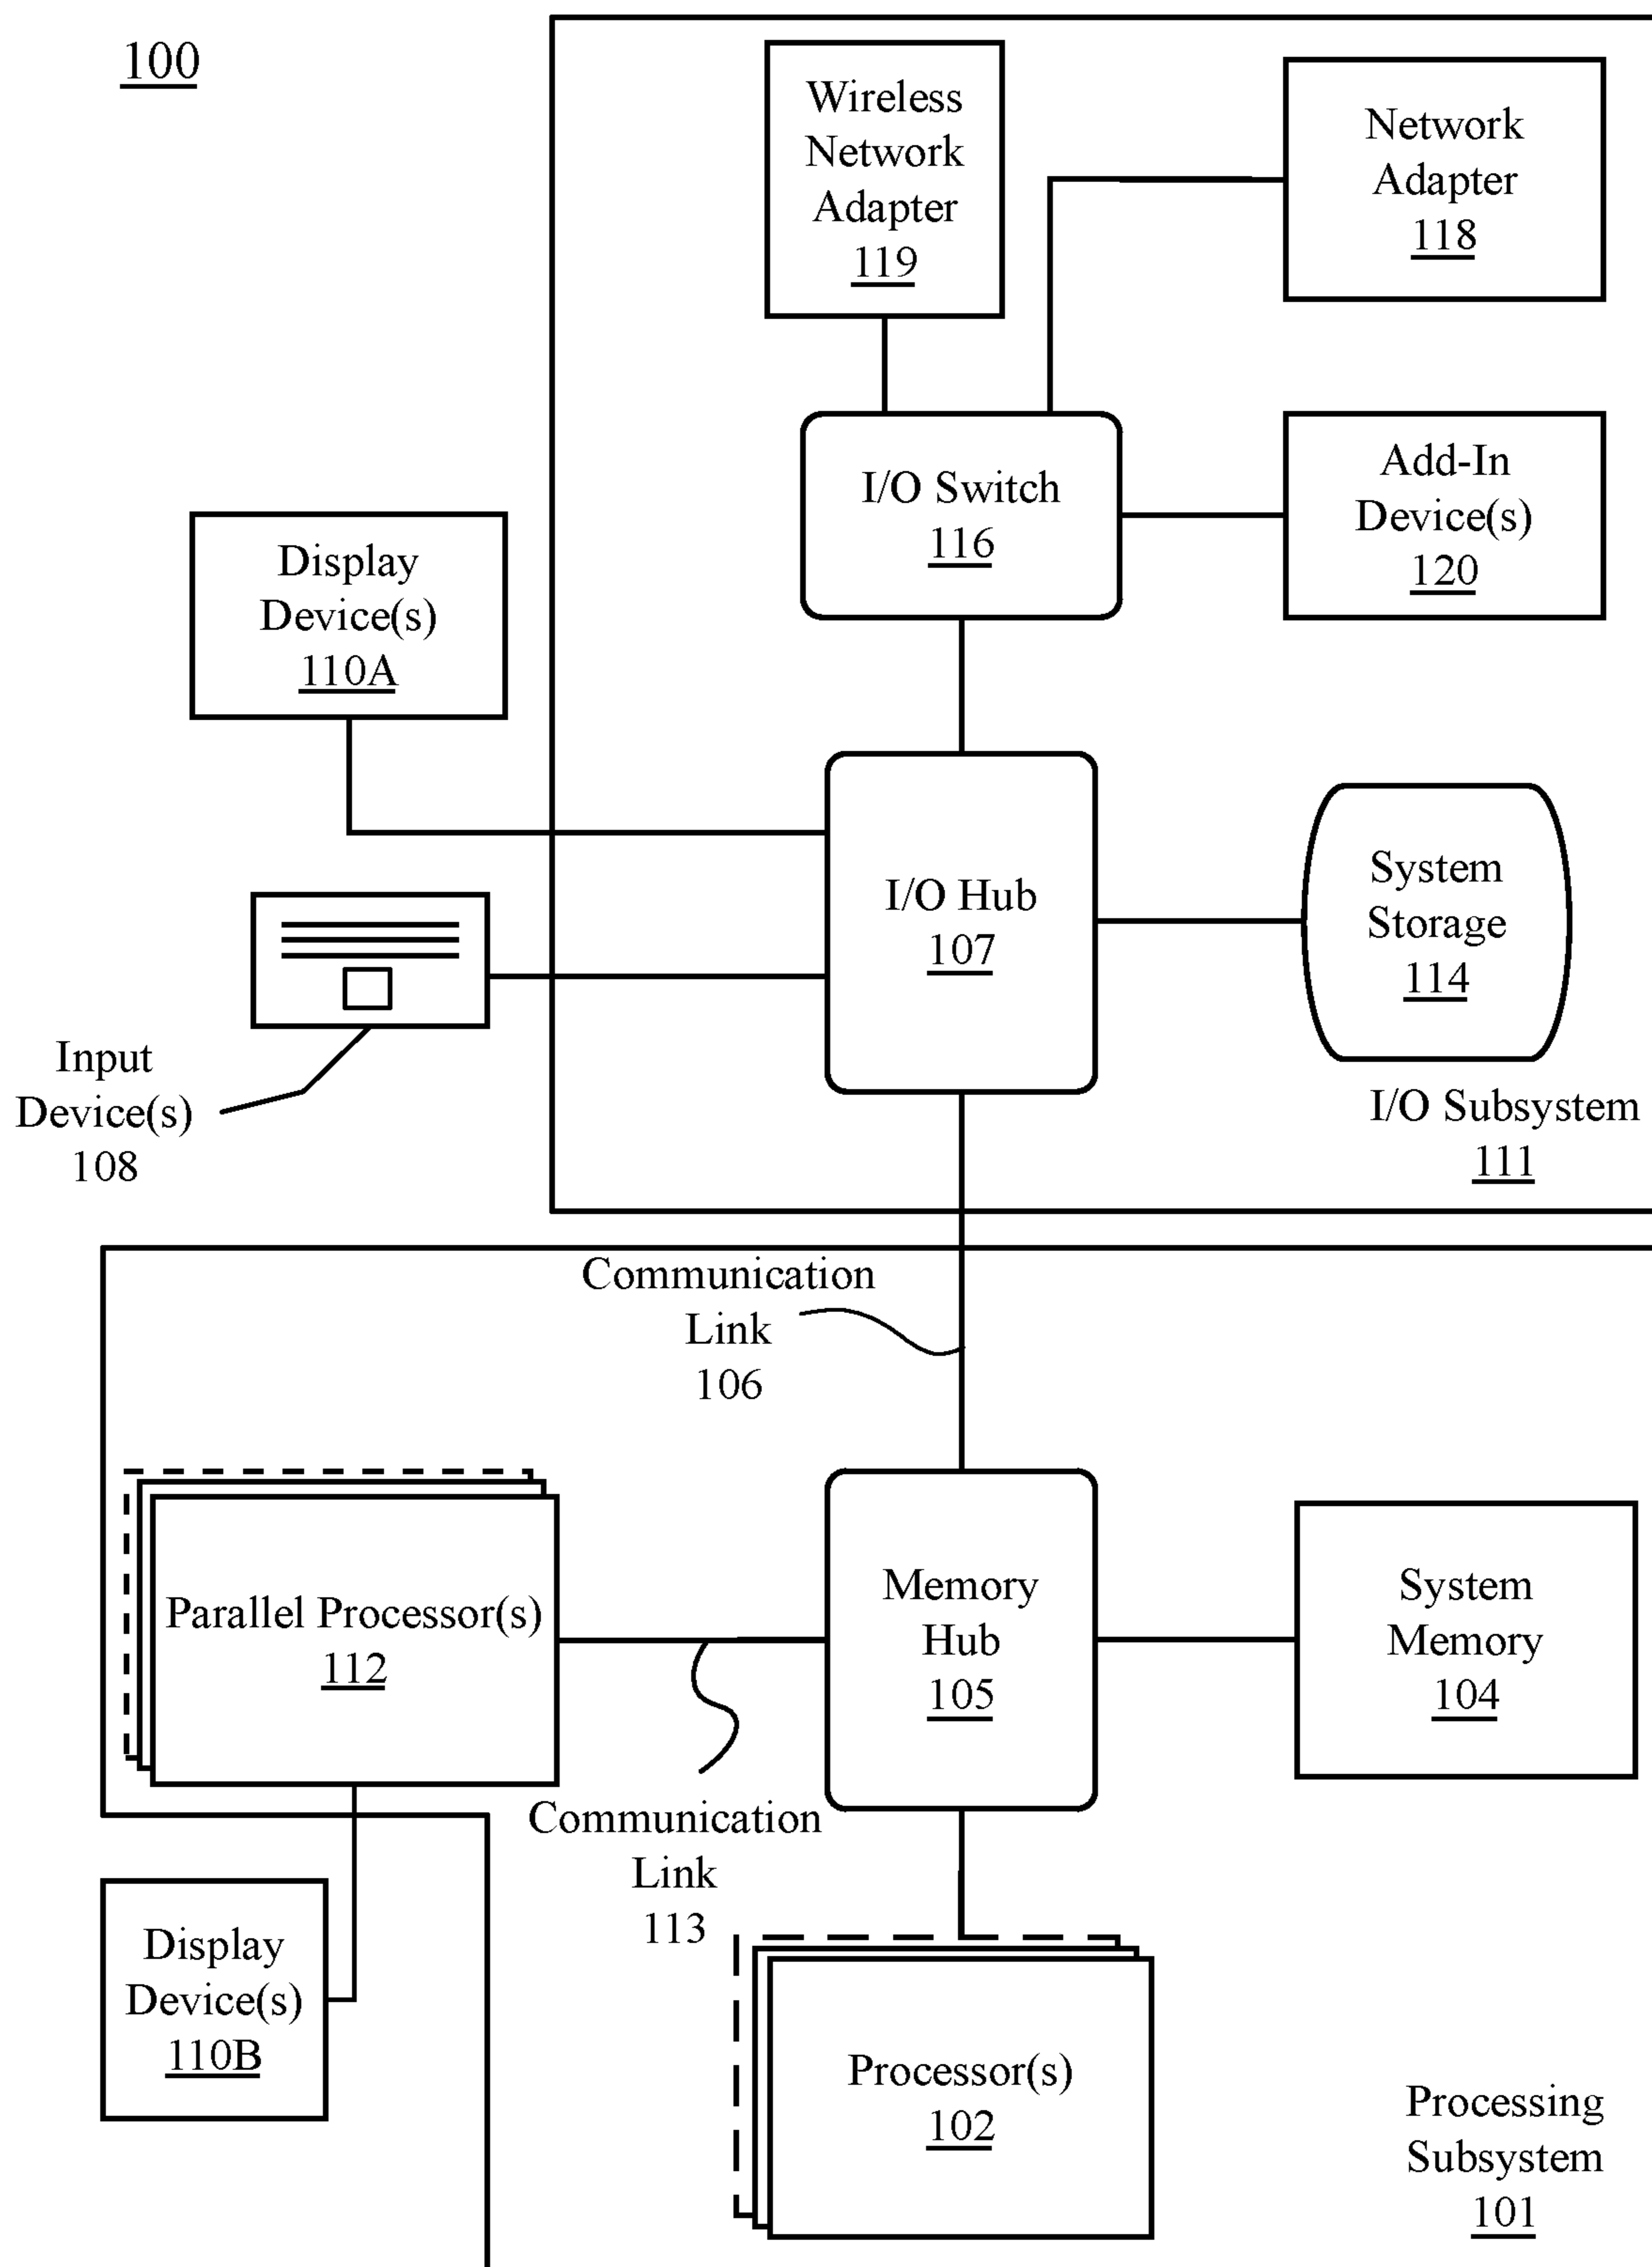 100
Wireless
Network
Adapter
119
Network
Adapter
118
I/O Switch
116
Add-In
Device(s)
120
Display
Device(s)
110A
I/O Hub
107
System
Storage
114
Input
Device(s)
108
I/O Subsystem
111
Communication
Link
106
Parallel Processor(s)
112
Memory
Hub
105
System
Memory
104
Communication
Link
113
Display
Device(s)
110B
Processor(s)
102
Processing
Subsystem
101